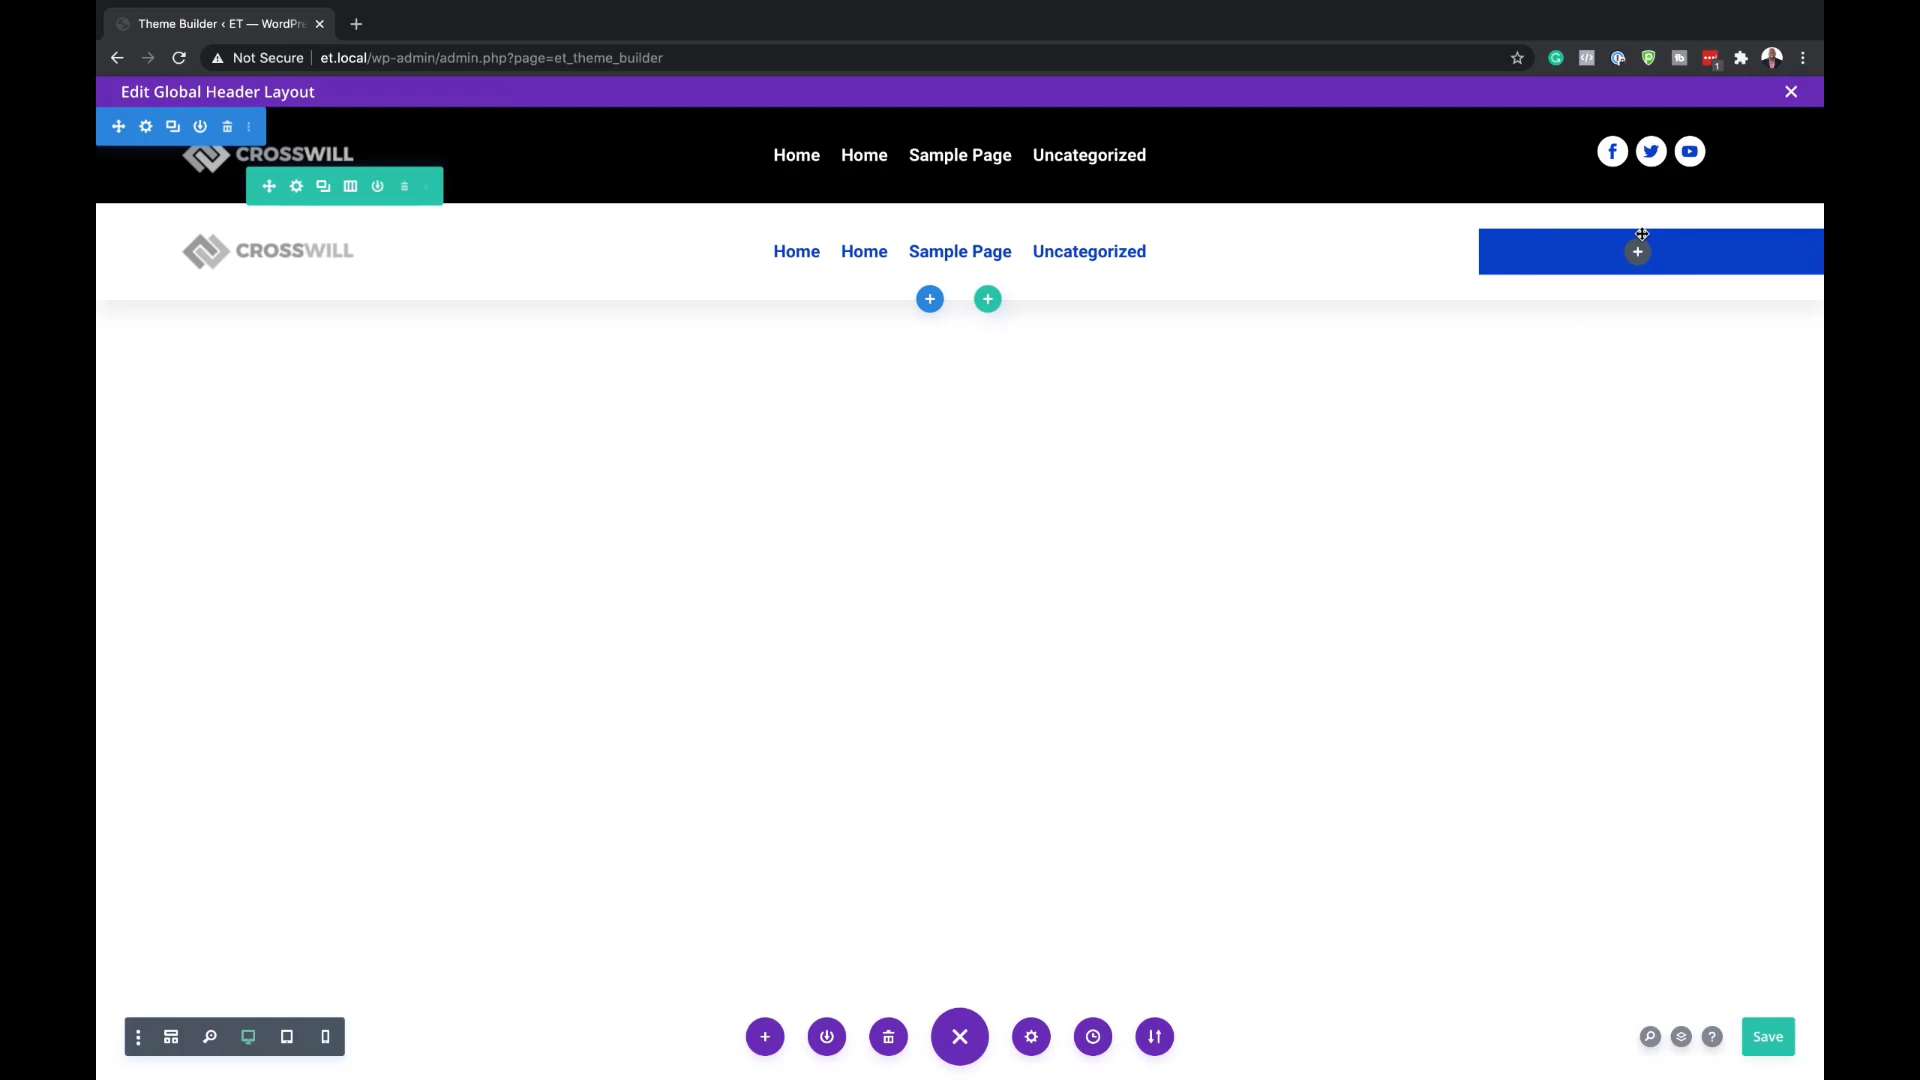 Theme Builder ‹ ET — WordPr
Not Secure
et.local/wp-admin/admin.php?page=et_theme_builder
1
Edit Global Header Layout
CROSSWILL
Home Home Sample Page Uncategorized
CROSSWILL
Home Home Sample Page Uncategorized
Save